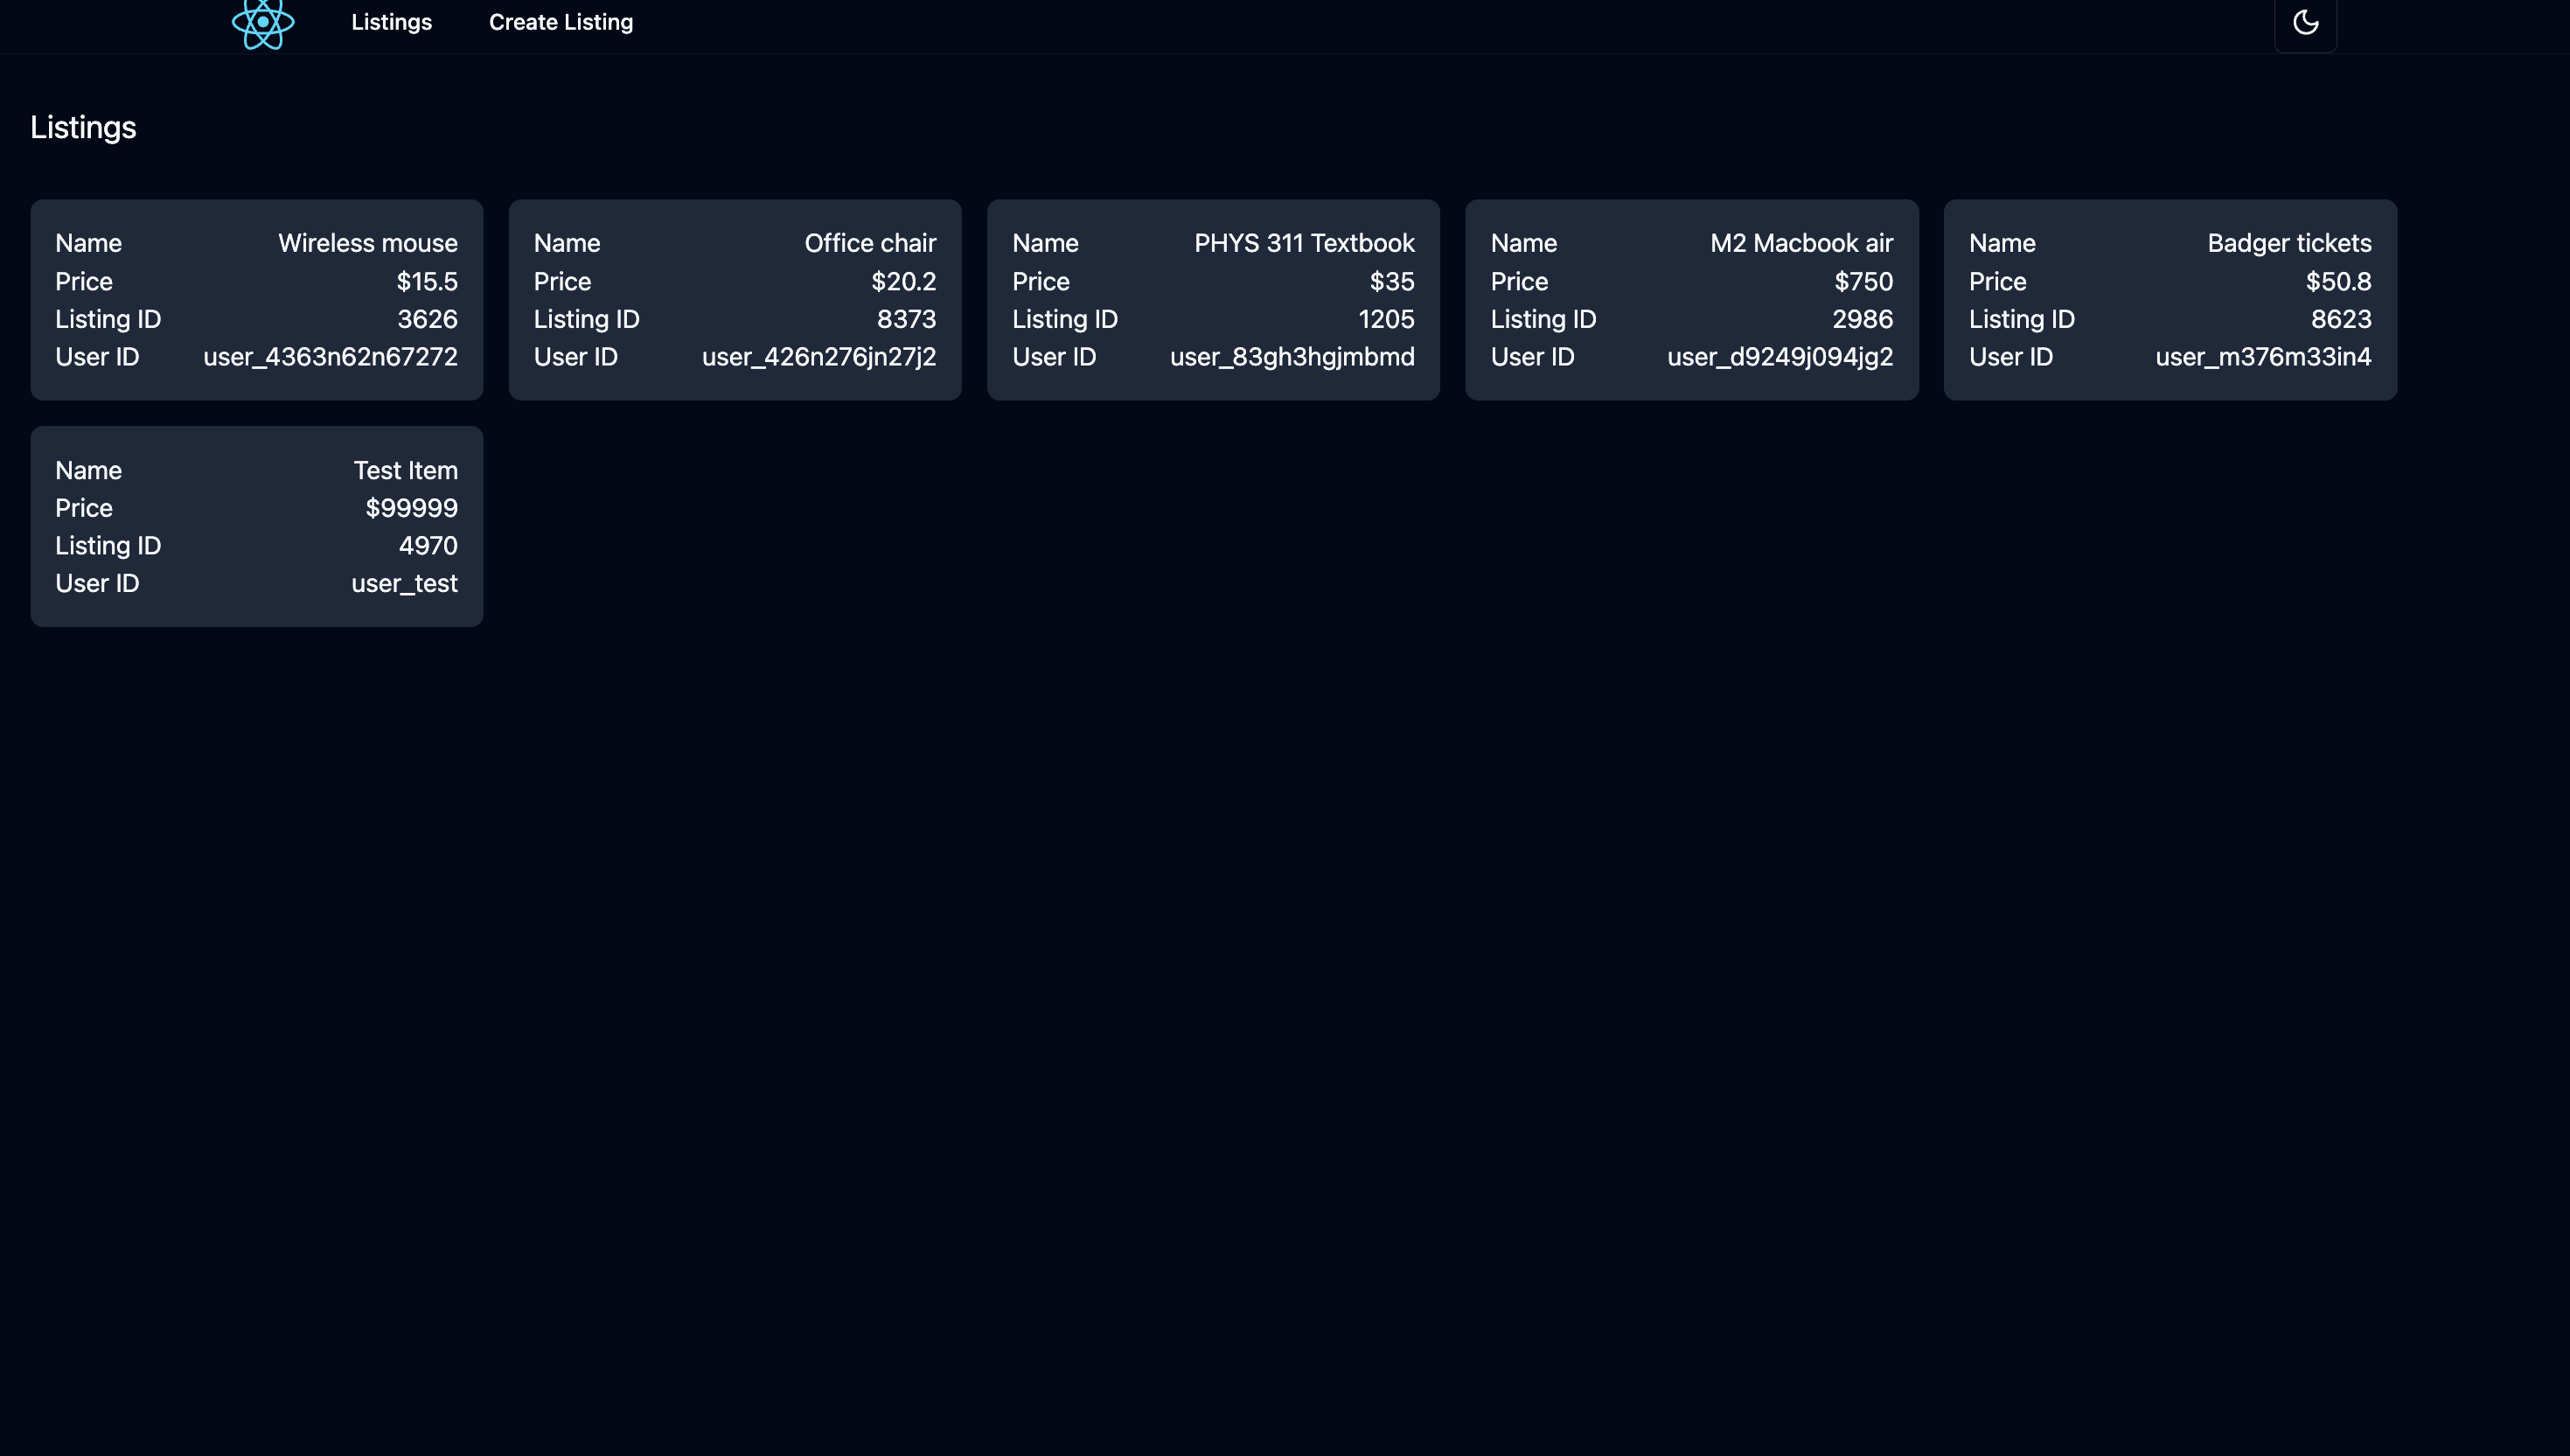 Listings Create Listing
Listings
Name Wireless mouse
Price $15.5
Listing ID 3626
User ID user_4363n62n67272
Name Office chair
Price $20.2
Listing ID 8373
User ID user_426n276jn27j2
Name PHYS 311 Textbook
Price $35
Listing ID 1205
User ID user_83gh3hgjmbmd
Name M2 Macbook air
Price $750
Listing ID 2986
User ID user_d9249j094jg2
Name Badger tickets
Price $50.8
Listing ID 8623
User ID user_m376m33in4
Name Test Item
Price $99999
Listing ID 4970
User ID user_test